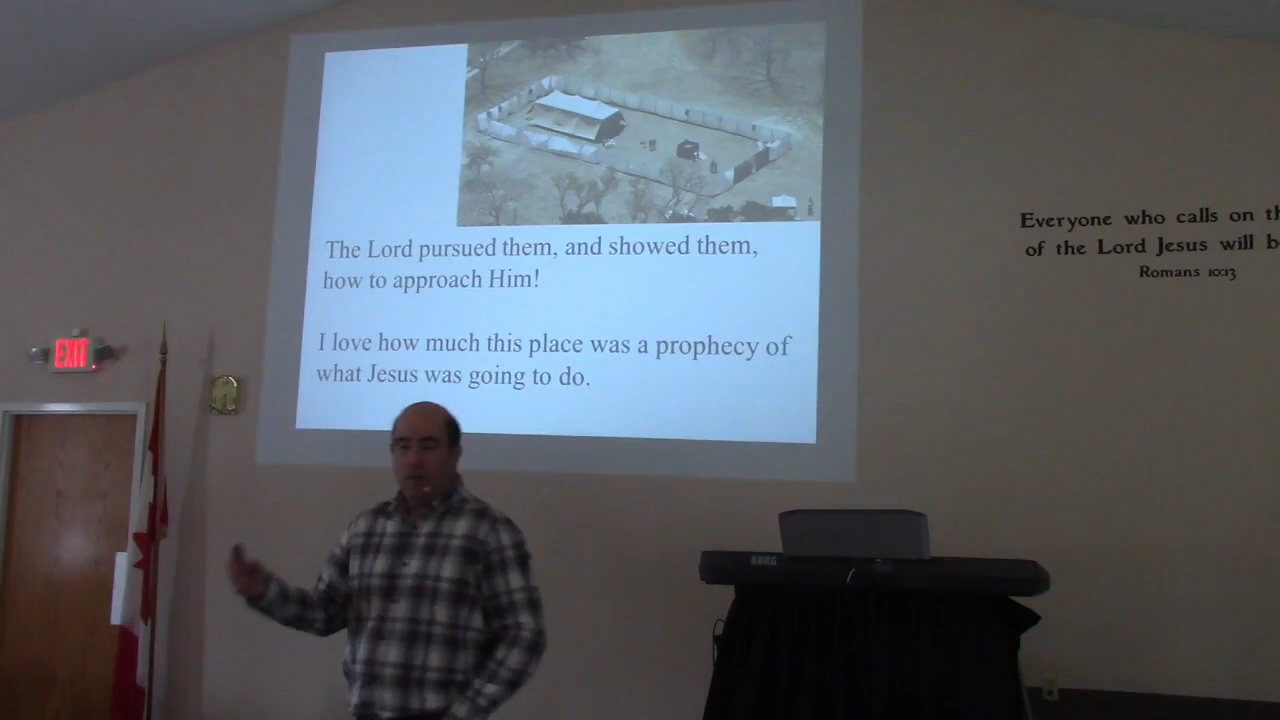 The Lord pursued them, and showed them,
how to approach Him!
I love how much this place was a prophecy of
what Jesus was going to do.
Everyone who calls on th
of the Lord Jesus will b
Romans 10:13
EXIT
KORG